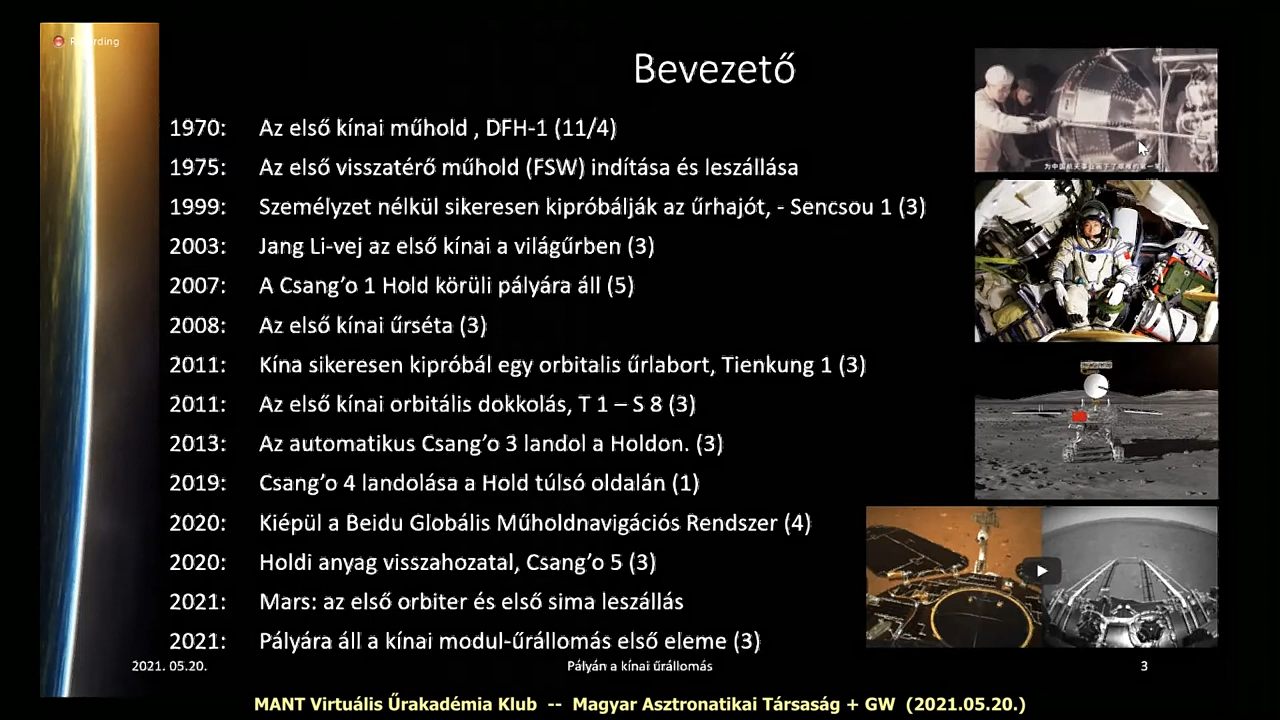 Recording
Bevezető
1970: Az első kínai műhold , DFH-1 (11/4)
1975: Az első visszatérő műhold (FSW) indítása és leszállása
1999: Személyzet nélkül sikeresen kipróbálják az űrhajót, - Sencsou 1 (3)
2003: Jang Li-vej az első kínai a világűrben (3)
2007: A Csang’o 1 Hold körüli pályára áll (5)
2008: Az első kínai űrséta (3)
2011: Kína sikeresen kipróbál egy orbitalis űrlabort, Tienkung 1 (3)
2011: Az első kínai orbitális dokkolás, T 1 – S 8 (3)
2013: Az automatikus Csang’o 3 landol a Holdon. (3)
2019: Csang’o 4 landolása a Hold túlsó oldalán (1)
2020: Kiépül a Beidu Globális Műholdnavigációs Rendszer (4)
2020: Holdi anyag visszahozatal, Csang’o 5 (3)
2021: Mars: az első orbiter és első sima leszállás
2021: Pályára áll a kínai modul-űrállomás első eleme (3)
2021. 05.20.
Pályán a kínai űrállomás
3
MANT Virtuális Űrakadémia Klub -- Magyar Asztronatikai Társaság + GW (2021.05.20.)